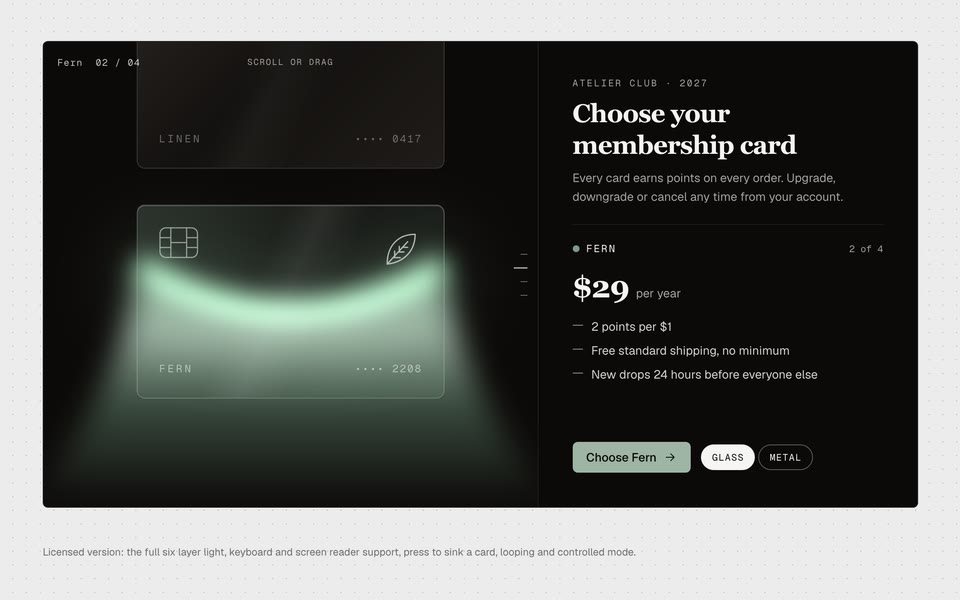 Fern 02 / 04
SCROLL OR DRAG
LINEN
•••• 0417
FERN
•••• 2208
ATELIER CLUB · 2027
Choose your
membership card
Every card earns points on every order. Upgrade,
downgrade or cancel any time from your account.
FERN
2 of 4
$29 per year
2 points per $1
Free standard shipping, no minimum
New drops 24 hours before everyone else
Choose Fern →
GLASS
METAL
Licensed version: the full six layer light, keyboard and screen reader support, press to sink a card, looping and controlled mode.